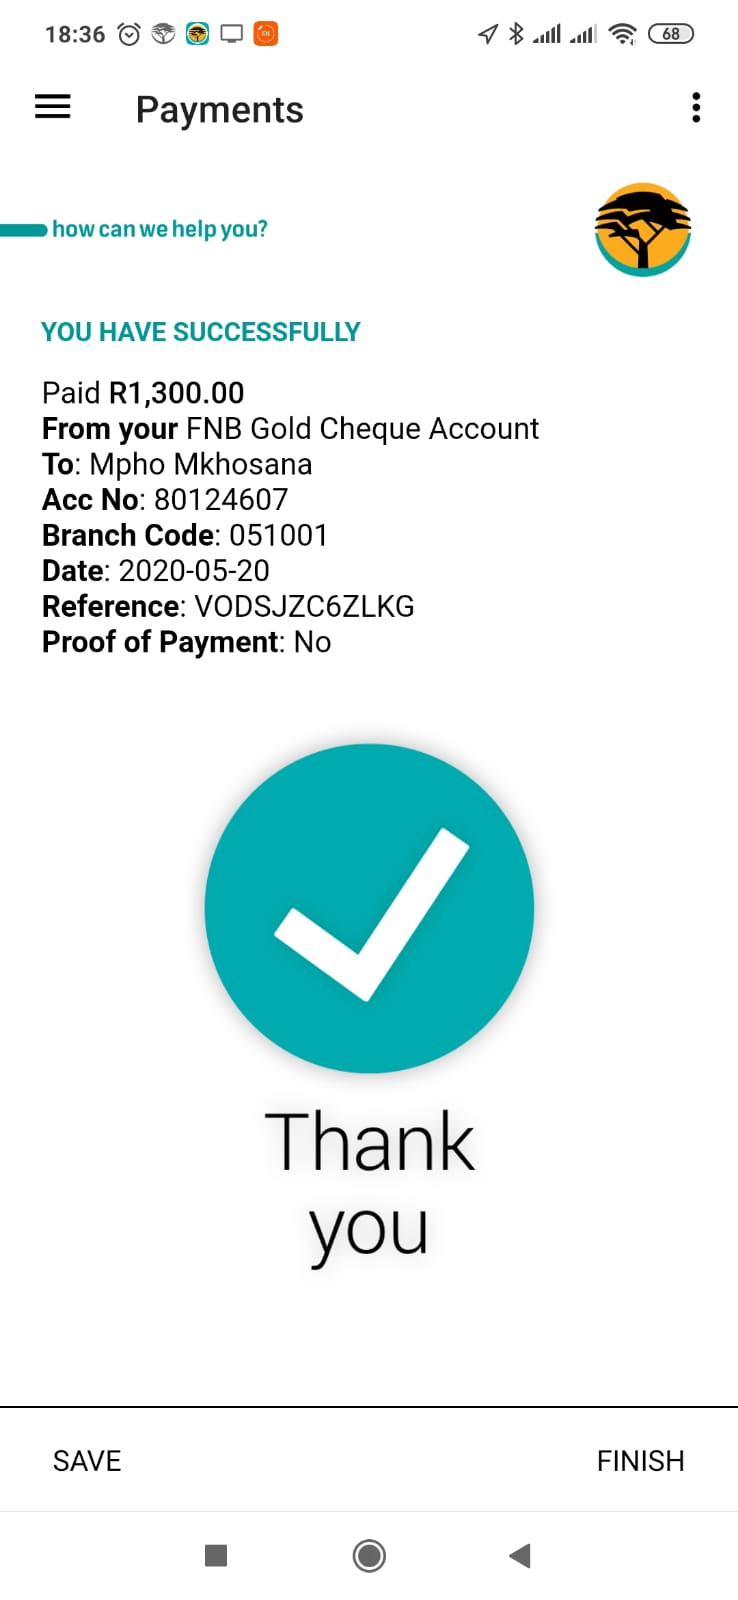 18:36
68
Payments
how can we help you?
YOU HAVE SUCCESSFULLY
Paid R1,300.00
From your FNB Gold Cheque Account
To: Mpho Mkhosana
Acc No: 80124607
Branch Code: 051001
Date: 2020-05-20
Reference: VODSJZC6ZLKG
Proof of Payment: No
Thank
you
SAVE
FINISH